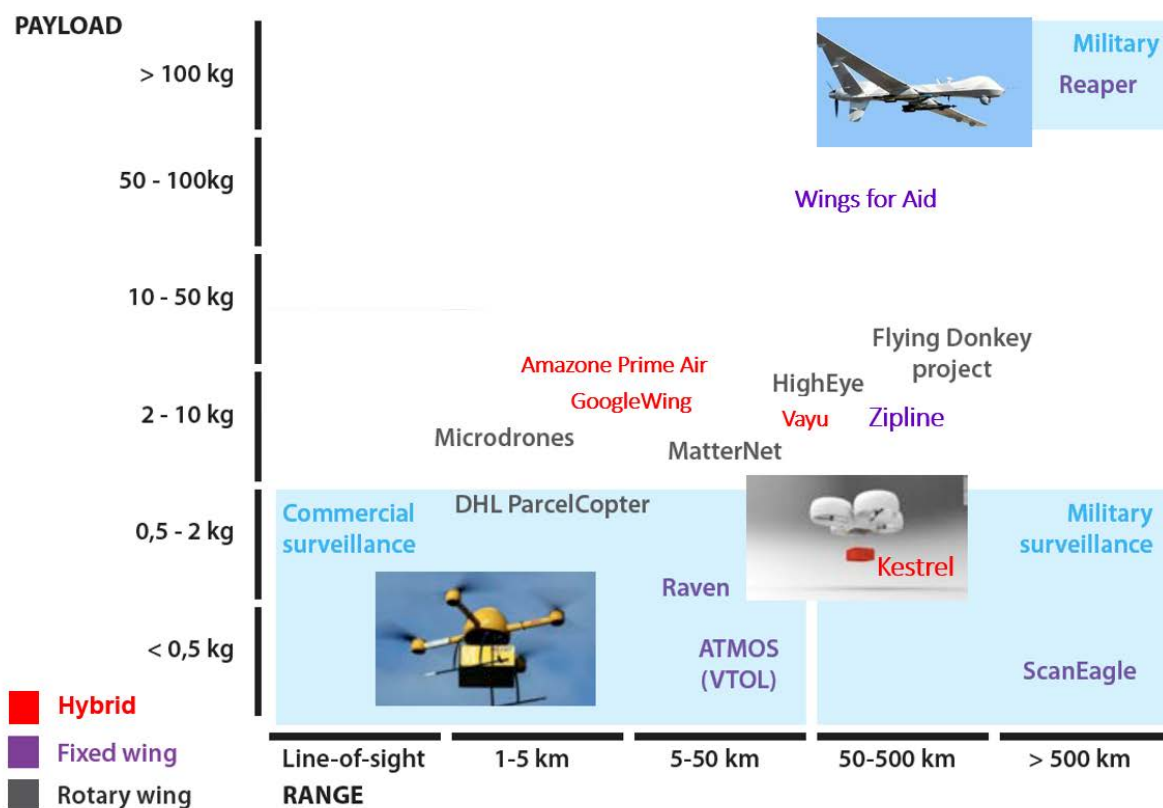 PAYLOAD
> 100 kg
Military
Reaper
50 - 100kg
Wings for Aid
10 - 50 kg
Flying Donkey
project
Amazone Prime Air
HighEye
GoogleWing
2 - 10 kg
Vayu
Zipline
Microdrones
MatterNet
DHL ParcelCopter
Commercial
surveillance
0,5 - 2 kg
Military
surveillance
Kestrel
Raven
< 0,5 kg
ATMOS
(VTOL)
ScanEagle
Hybrid
Fixed wing
Rotary wing
Line-of-sight
1-5 km
5-50 km
50-500 km
> 500 km
RANGE